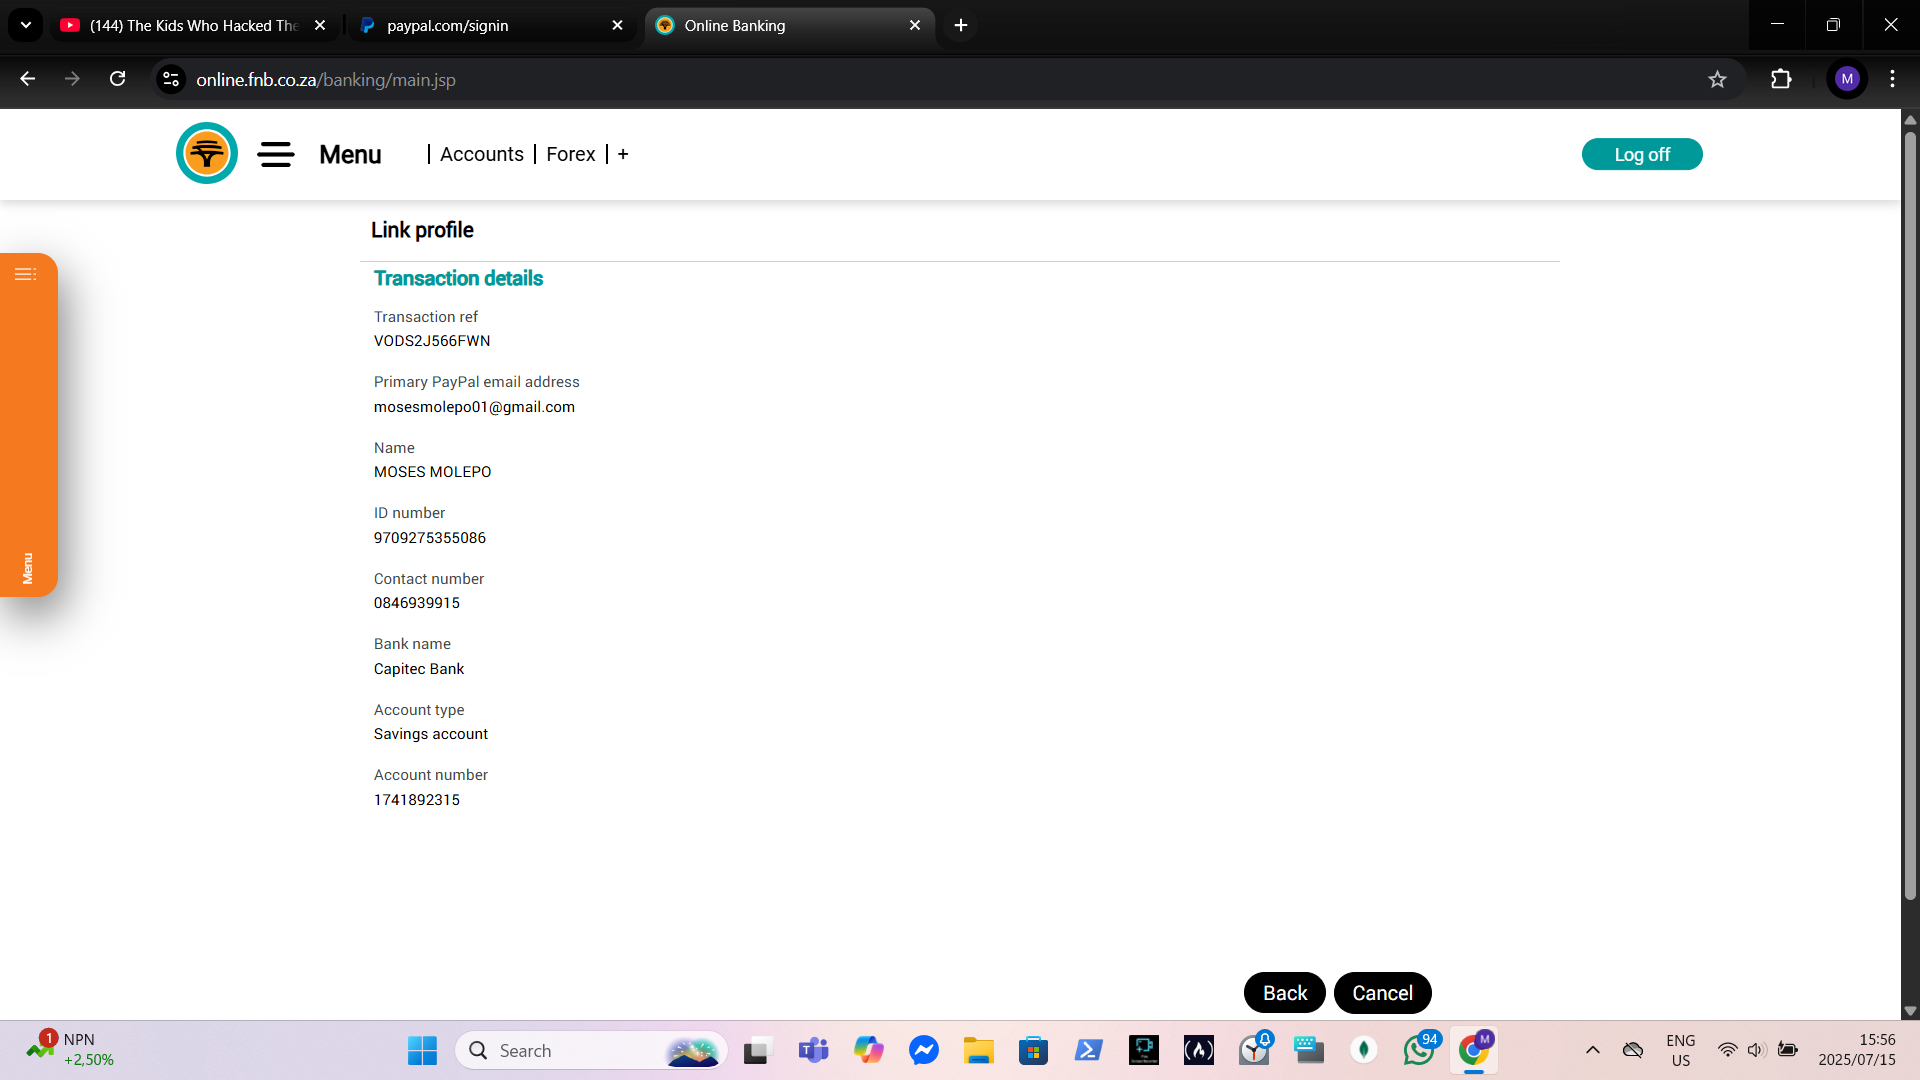 (144) The Kids Who Hacked The
paypal.com/signin
Online Banking
online.fnb.co.za/banking/main.jsp
M
Menu
Accounts
Forex
+
Log off
Link profile
Transaction details
Transaction ref
VODS2J566FWN
Primary PayPal email address
mosesmolepo01@gmail.com
Name
MOSES MOLEPO
ID number
9709275355086
Contact number
0846939915
Bank name
Capitec Bank
Account type
Savings account
Account number
1741892315
Menu
Back
Cancel
1
NPN
+2,50%
Search
94
M
ENG
US
15:56
2025/07/15